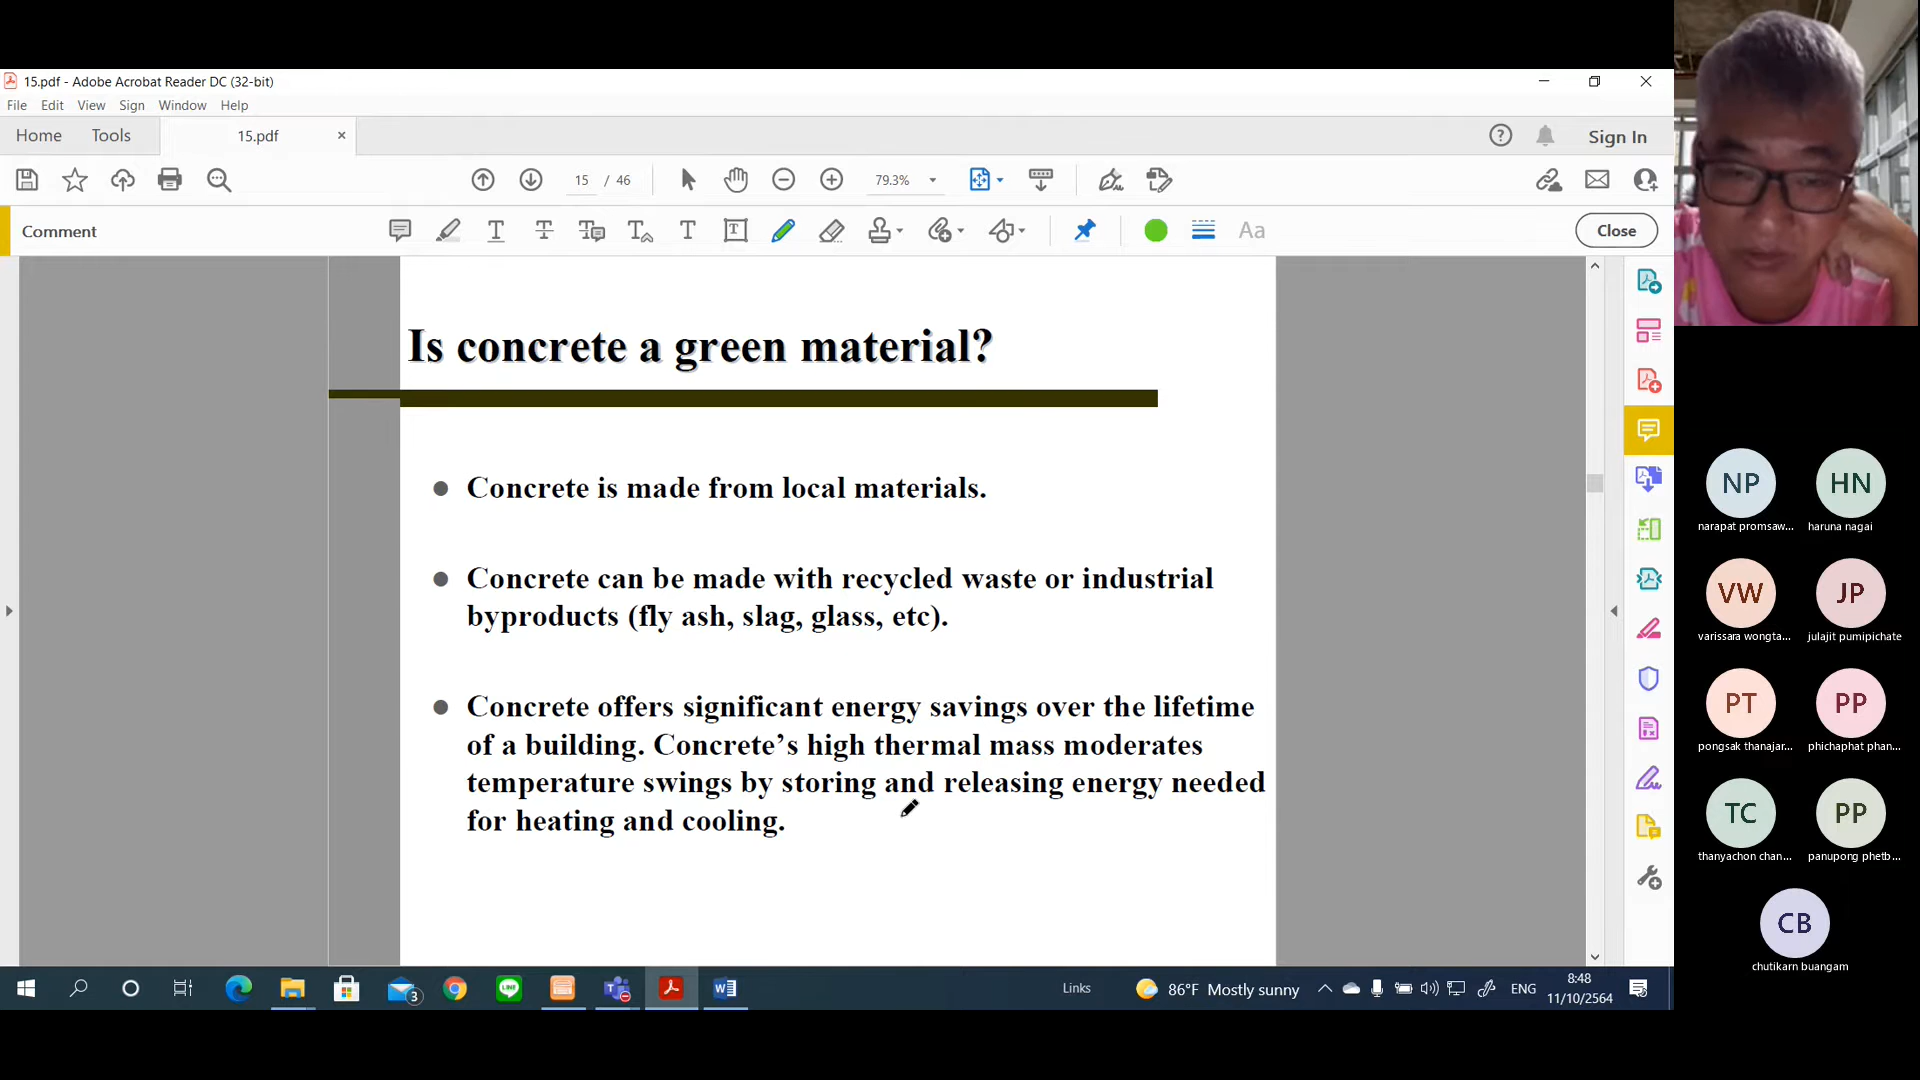 15.pdf - Adobe Acrobat Reader DC (32-bit)
File Edit View Sign Window Help
Home Tools 15.pdf Sign In
15 / 46 79.3%
Comment Aa Close
Is concrete a green material?
Concrete is made from local materials.
Concrete can be made with recycled waste or industrial
byproducts (fly ash, slag, glass, etc).
Concrete offers significant energy savings over the lifetime
of a building. Concrete’s high thermal mass moderates
temperature swings by storing and releasing energy needed
for heating and cooling.
NP HN
narapat promsaw... haruna nagai
VW JP
varissara wongta... julajit pumipichate
PT PP
pongsak thanajar... phichaphat phan...
TC PP
thanyachon chan... panupong phetb...
CB
chutikarn buangam
3 LINE Links 86°F Mostly sunny ENG 8:48
11/10/2564